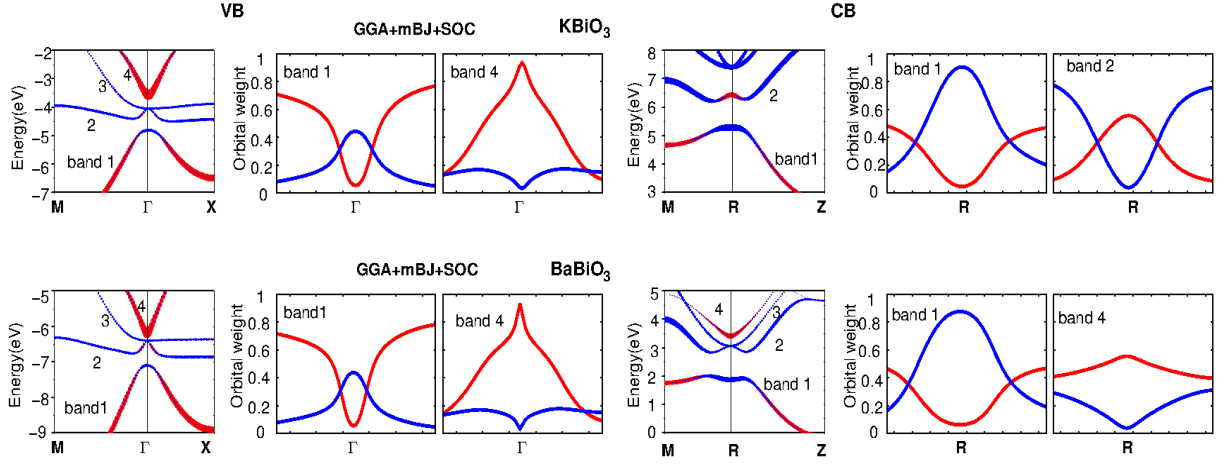 VB
CB
GGA+mBJ+SOC
KBiO3
Energy(eV)
−2
−3
−4
−5
−6
−7
4
3
2
band 1
M
Γ
X
Orbital weight
1
0.8
0.6
0.4
0.2
0
band 1
Γ
band 4
Γ
Energy(eV)
8
7
6
5
4
3
2
band1
M
R
Z
Orbital weight
1
0.8
0.6
0.4
0.2
0
band 1
R
band 2
R
GGA+mBJ+SOC
BaBiO3
Energy(eV)
−5
−6
−7
−8
−9
4
3
2
band1
M
Γ
X
Orbital weight
1
0.8
0.6
0.4
0.2
0
band1
Γ
band 4
Γ
Energy(eV)
5
4
3
2
1
0
4
3
2
band 1
M
R
Z
Orbital weight
1
0.8
0.6
0.4
0.2
0
band 1
R
band 4
R